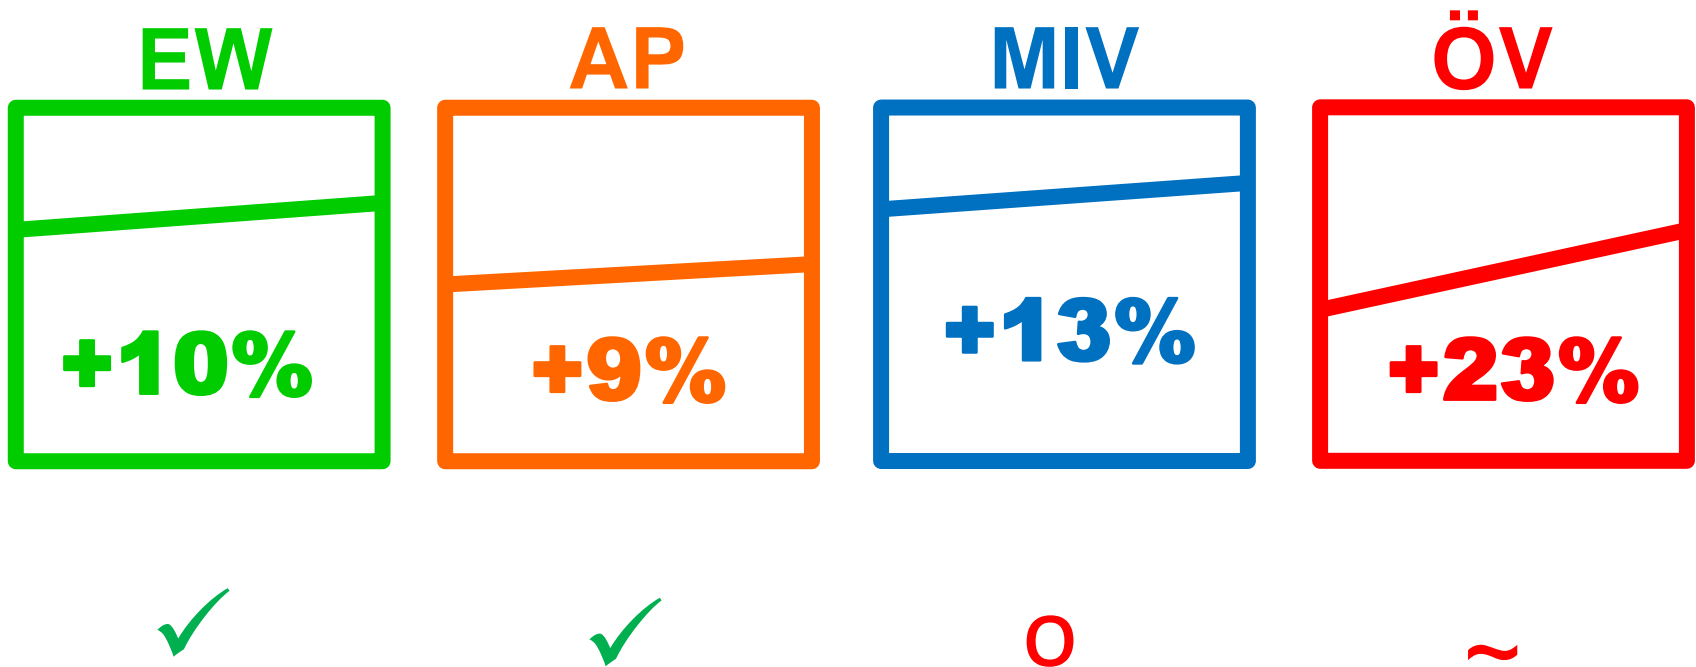 EW AP MIV ÖV
+10% +9% +13% +23%
✓ ✓ o ~